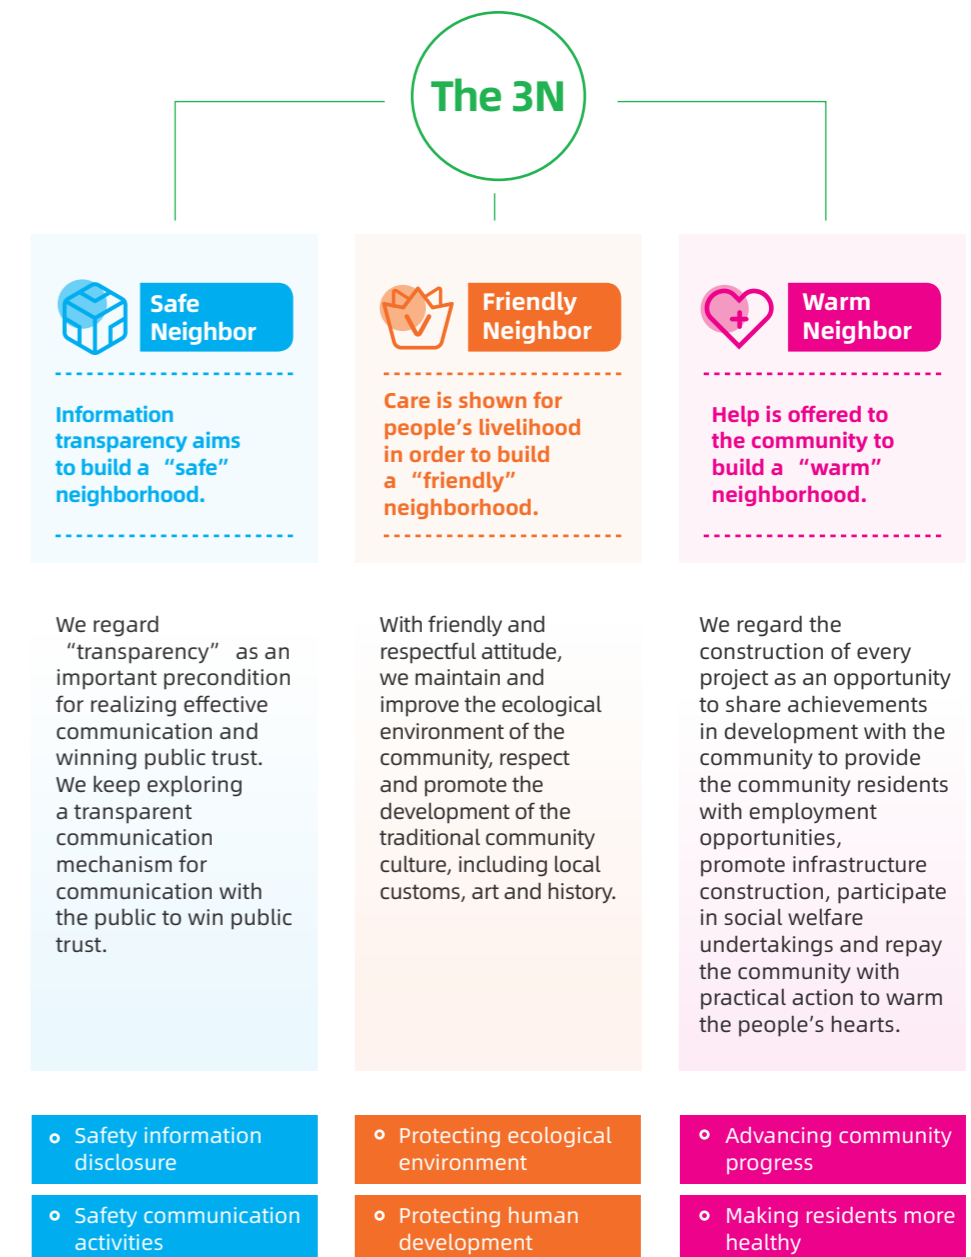 The 3N
Safe
Neighbor
Information
transparency aims
to build a “safe”
neighborhood.
We regard
“transparency” as an
important precondition
for realizing effective
communication and
winning public trust.
We keep exploring
a transparent
communication
mechanism for
communication with
the public to win public
trust.
Safety information
disclosure
Safety communication
activities
Friendly
Neighbor
Care is shown for
people’s livelihood
in order to build
a “friendly”
neighborhood.
With friendly and
respectful attitude,
we maintain and
improve the ecological
environment of the
community, respect
and promote the
development of the
traditional community
culture, including local
customs, art and history.
Protecting ecological
environment
Protecting human
development
Warm
Neighbor
Help is offered to
the community to
build a “warm”
neighborhood.
We regard the
construction of every
project as an opportunity
to share achievements
in development with the
community to provide
the community residents
with employment
opportunities,
promote infrastructure
construction, participate
in social welfare
undertakings and repay
the community with
practical action to warm
the people’s hearts.
Advancing community
progress
Making residents more
healthy